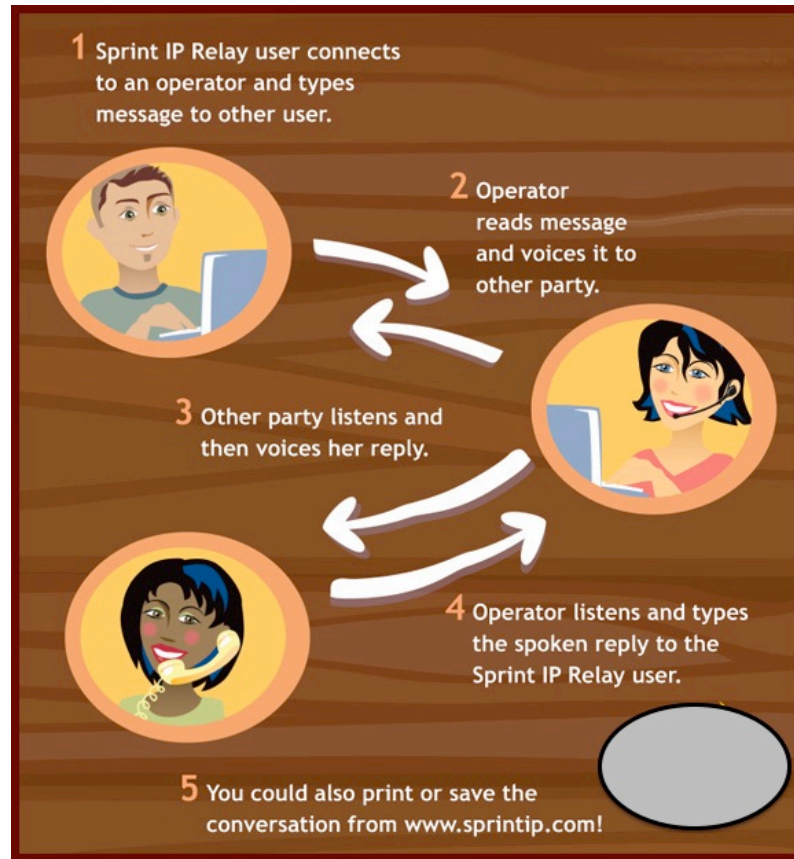 1 Sprint IP Relay user connects
to an operator and types
message to other user.
2 Operator
reads message
and voices it to
other party.
3 Other party listens and
then voices her reply.
4 Operator listens and types
the spoken reply to the
Sprint IP Relay user.
5 You could also print or save the
conversation from www.sprintip.com!